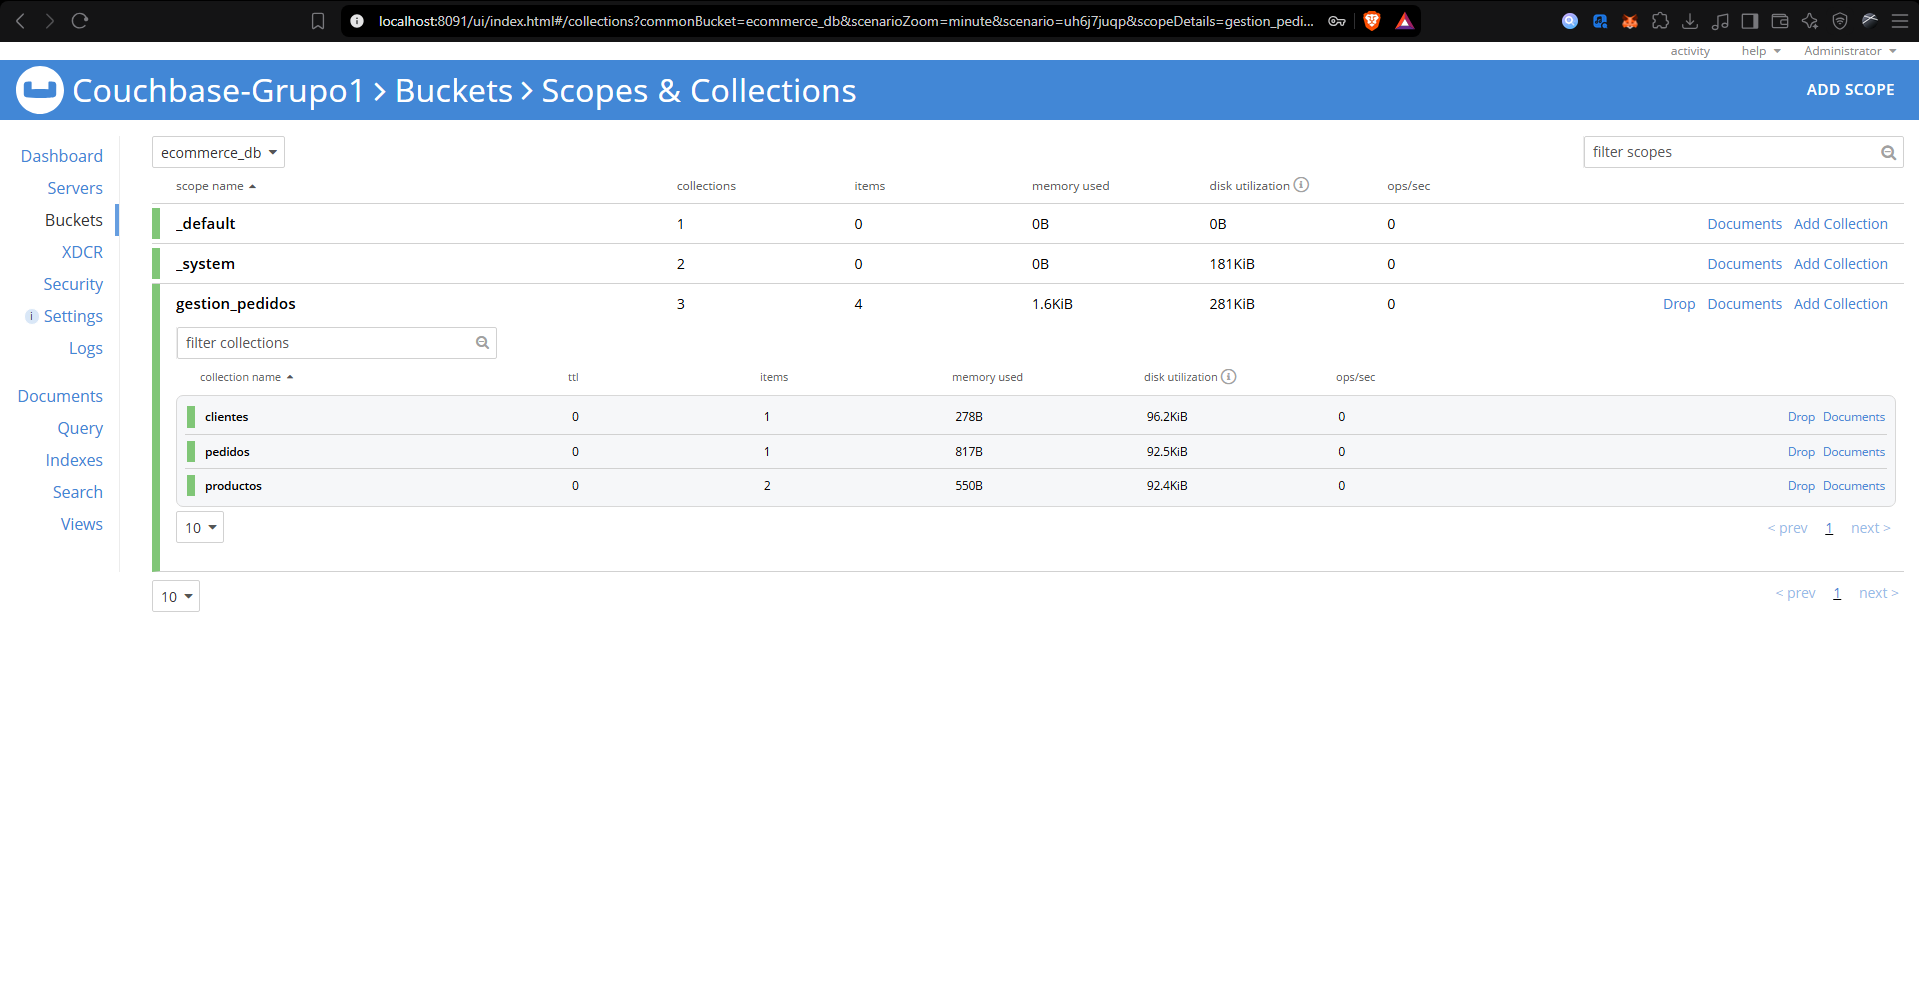 localhost:8091/ui/index.html#/collections?commonBucket=ecommerce_db&scenarioZoom=minute&scenario=uh6j7juqp&scopeDetails=gestion_pedi...
activity help Administrator
Couchbase-Grupo1 > Buckets > Scopes & Collections ADD SCOPE
Dashboard
Servers
Buckets
XDCR
Security
Settings
Logs
Documents
Query
Indexes
Search
Views
ecommerce_db filter scopes
scope name collections items memory used disk utilization ops/sec
_default 1 0 0B 0B 0 Documents Add Collection
_system 2 0 0B 181KiB 0 Documents Add Collection
gestion_pedidos 3 4 1.6KiB 281KiB 0 Drop Documents Add Collection
filter collections
collection name ttl items memory used disk utilization ops/sec
clientes 0 1 278B 96.2KiB 0 Drop Documents
pedidos 0 1 817B 92.5KiB 0 Drop Documents
productos 0 2 550B 92.4KiB 0 Drop Documents
10 < prev 1 next >
10 < prev 1 next >